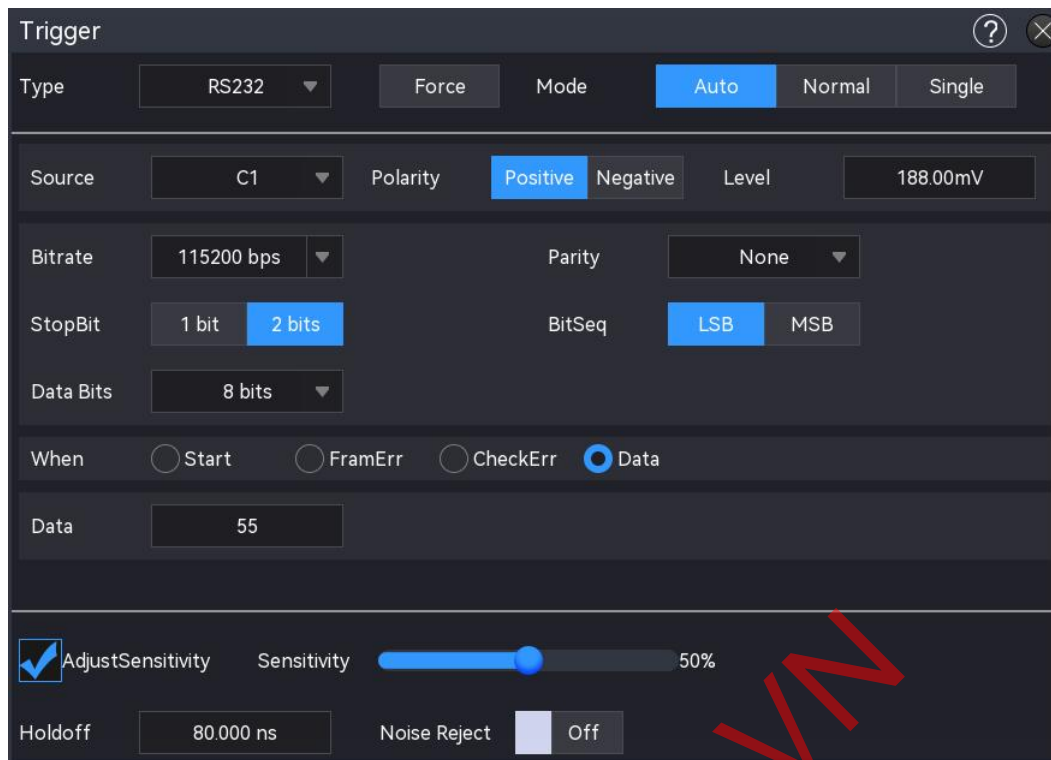 Trigger ?
Type RS232 Force Mode Auto Normal Single
Source C1 Polarity Positive Negative Level 188.00mV
Bitrate 115200 bps Parity None
StopBit 1 bit 2 bits BitSeq LSB MSB
Data Bits 8 bits
When Start FramErr CheckErr Data
Data 55
AdjustSensitivity Sensitivity 50%
Holdoff 80.000 ns Noise Reject Off
VN